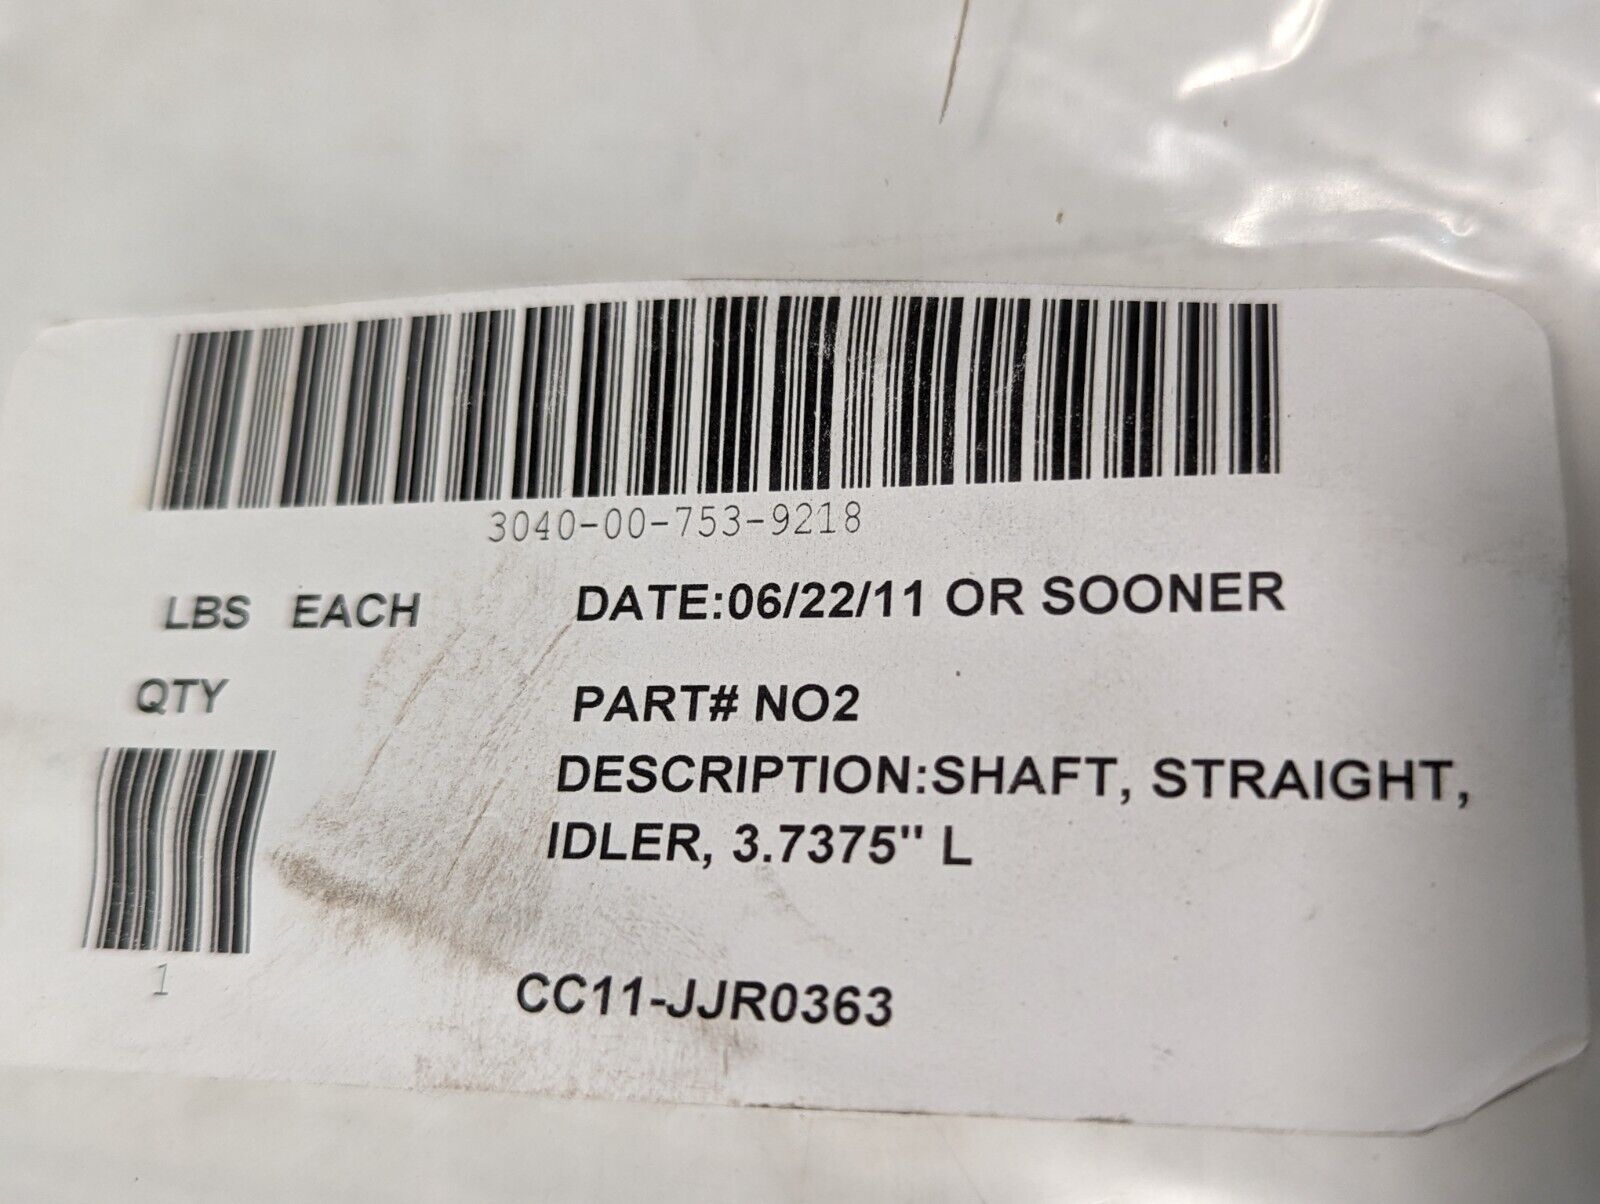 3040-00-753-9218
LBS EACH
DATE:06/22/11 OR SOONER
QTY
PART# NO2
DESCRIPTION:SHAFT, STRAIGHT,
IDLER, 3.7375" L
1
CC11-JJR0363